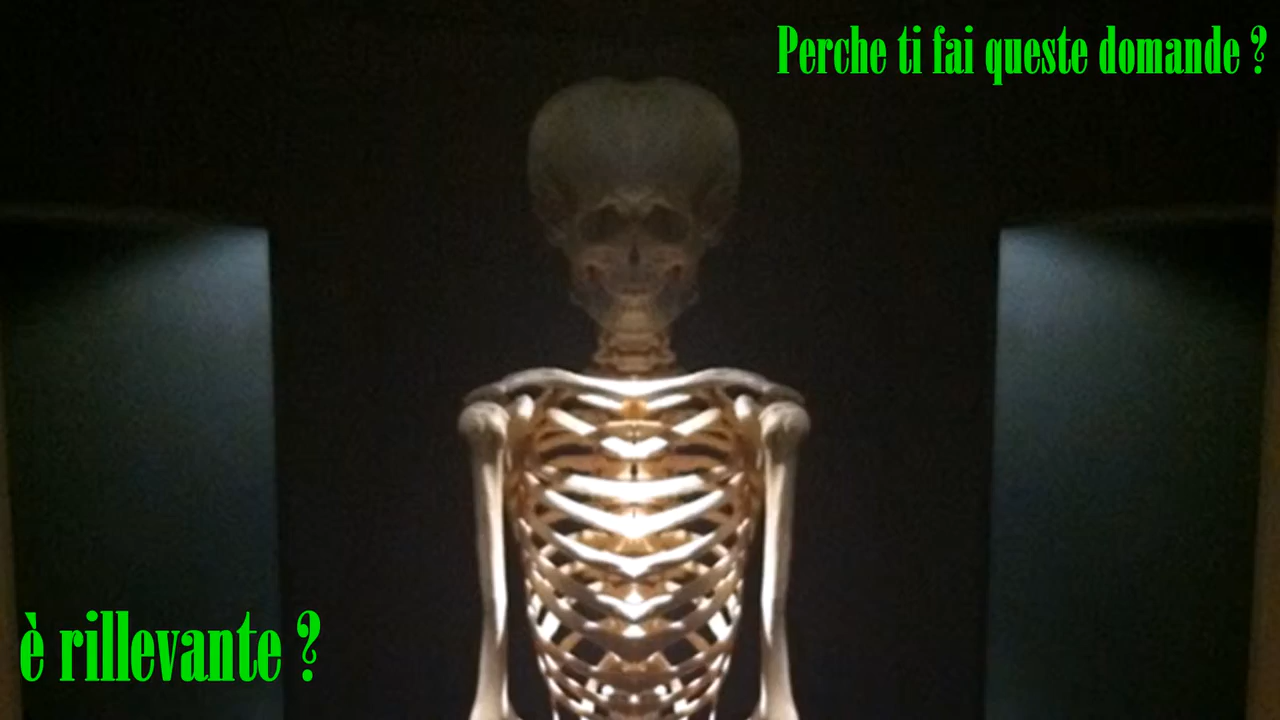 Perche ti fai queste domande ?
è rillevante ?